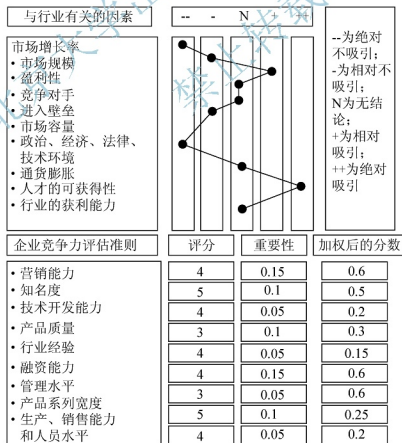 与行业有关的因素
-- - N + ++
市场增长率
• 市场规模
• 盈利性
• 竞争对手
• 进入壁垒
• 市场容量
• 政治、经济、法律、
技术环境
• 通货膨胀
• 人才的可获得性
• 行业的获利能力
--为绝对
不吸引;
-为相对不
吸引;
N为无结
论;
+为相对
吸引;
++为绝对
吸引
企业竞争力评估准则 评分 重要性 加权后的分数
• 营销能力 4 0.15 0.6
• 知名度 5 0.1 0.5
• 技术开发能力 4 0.05 0.2
• 产品质量 3 0.1 0.3
• 行业经验 4 0.05 0.15
• 融资能力 4 0.15 0.6
• 管理水平 3 0.05 0.6
• 产品系列宽度 5 0.1 0.25
• 生产、销售能力
和人员水平 4 0.05 0.2
禁止转载